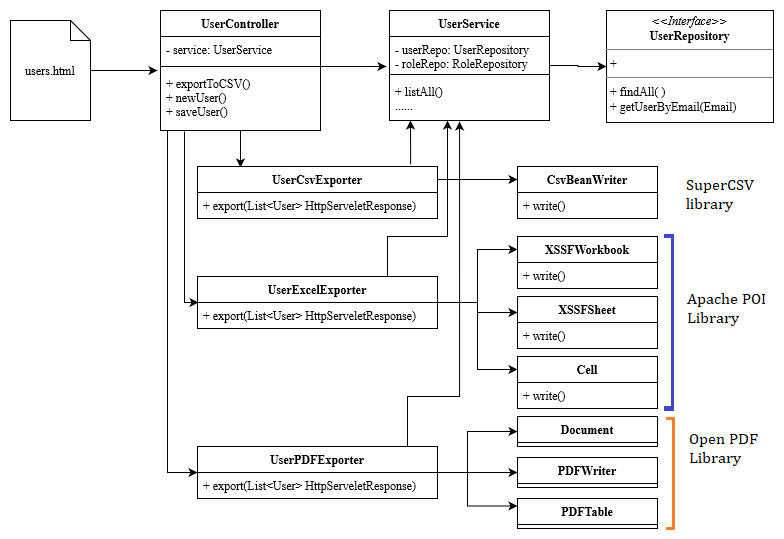 users.html
UserController
- service: UserService
+ exportToCSV()
+ newUser()
+ saveUser()
UserService
- userRepo: UserRepository
- roleRepo: RoleRepository
+ listAll()
......
<<Interface>>
UserRepository
+
+ findAll( )
+ getUserByEmail(Email)
UserCsvExporter
+ export(List<User> HttpServeletResponse)
CsvBeanWriter
+ write()
SuperCSV
library
UserExcelExporter
+ export(List<User> HttpServeletResponse)
XSSFWorkbook
+ write()
XSSFSheet
+ write()
Cell
+ write()
Apache POI
Library
UserPDFExporter
+ export(List<User> HttpServeletResponse)
Document
PDFWriter
PDFTable
Open PDF
Library